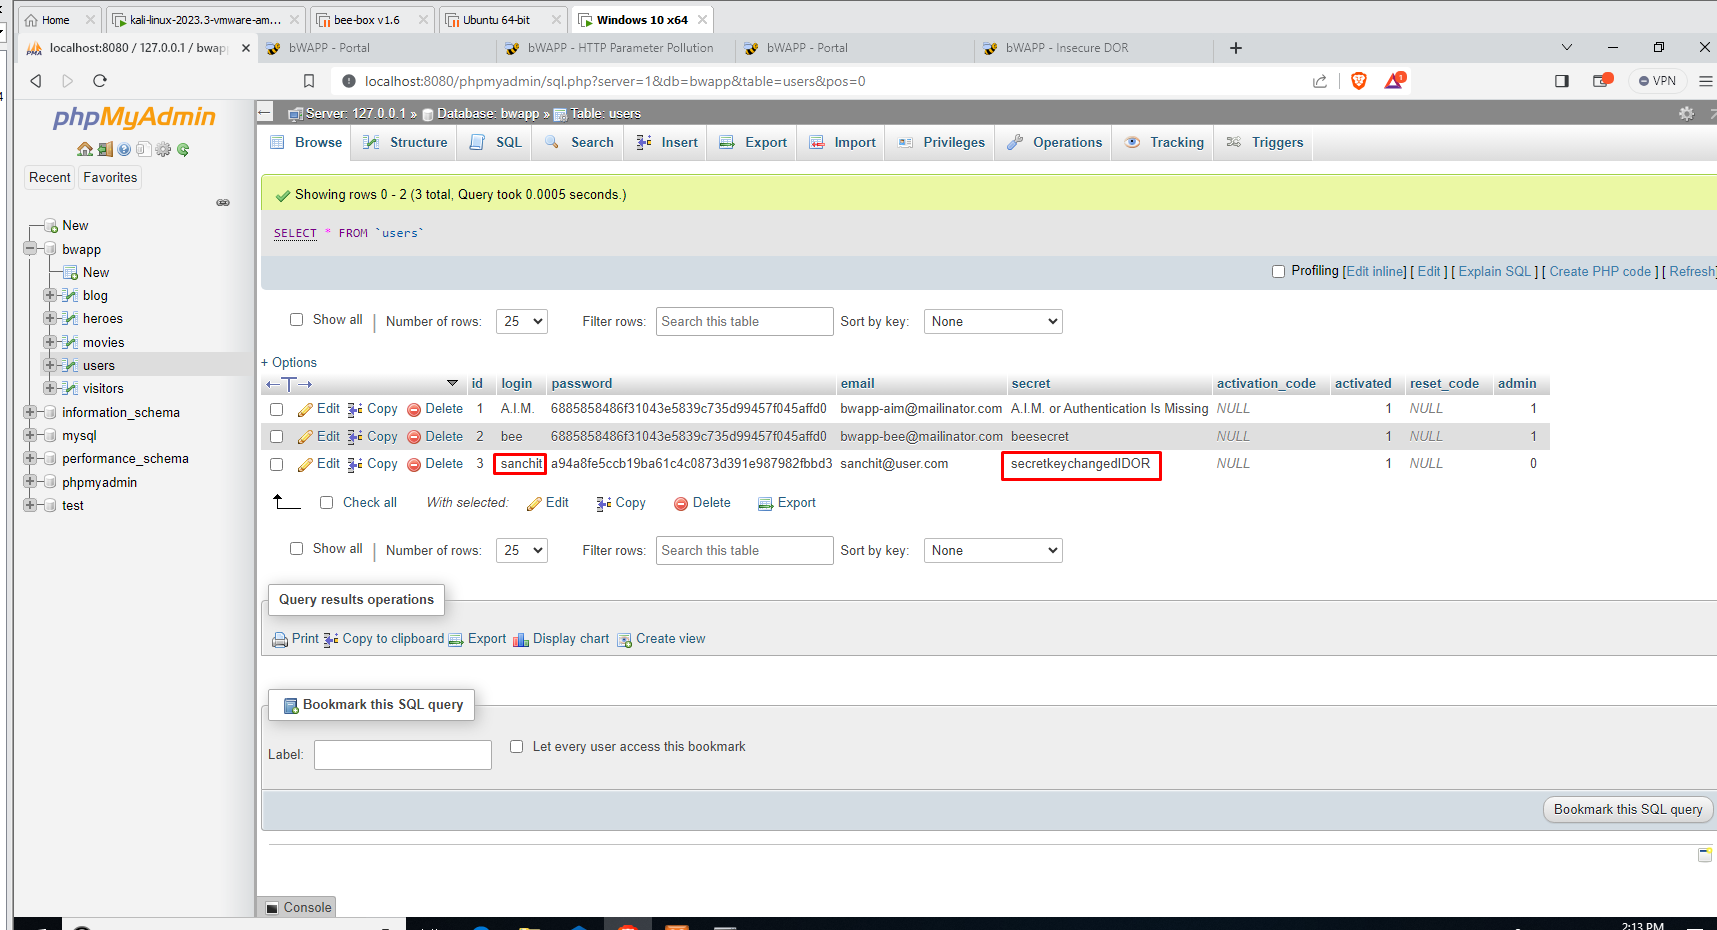 Home kali-linux-2023.3-vmware-am... bee-box v1.6 Ubuntu 64-bit Windows 10 x64
PMA localhost:8080 / 127.0.0.1 / bwapp bWAPP - Portal bWAPP - HTTP Parameter Pollution bWAPP - Portal bWAPP - Insecure DOR
localhost:8080/phpmyadmin/sql.php?server=1&db=bwapp&table=users&pos=0 1 VPN
phpMyAdmin
Recent Favorites
New
bwapp
New
blog
heroes
movies
users
visitors
information_schema
mysql
performance_schema
phpmyadmin
test
Server: 127.0.0.1 » Database: bwapp » Table: users
Browse Structure SQL Search Insert Export Import Privileges Operations Tracking Triggers
Showing rows 0 - 2 (3 total, Query took 0.0005 seconds.)
SELECT * FROM `users`
Profiling [Edit inline] [ Edit ] [ Explain SQL ] [ Create PHP code ] [ Refresh]
Show all | Number of rows: 25 Filter rows: Search this table Sort by key: None
+ Options
←T→ id login password email secret activation_code activated reset_code admin
Edit Copy Delete 1 A.I.M. 6885858486f31043e5839c735d99457f045affd0 bwapp-aim@mailinator.com A.I.M. or Authentication Is Missing NULL 1 NULL 1
Edit Copy Delete 2 bee 6885858486f31043e5839c735d99457f045affd0 bwapp-bee@mailinator.com beesecret NULL 1 NULL 1
Edit Copy Delete 3 sanchit a94a8fe5ccb19ba61c4c0873d391e987982fbbd3 sanchit@user.com secretkeychangedIDOR NULL 1 NULL 0
Check all With selected: Edit Copy Delete Export
Show all | Number of rows: 25 Filter rows: Search this table Sort by key: None
Query results operations
Print Copy to clipboard Export Display chart Create view
Bookmark this SQL query
Label: Let every user access this bookmark
Bookmark this SQL query
Console
2:13 PM